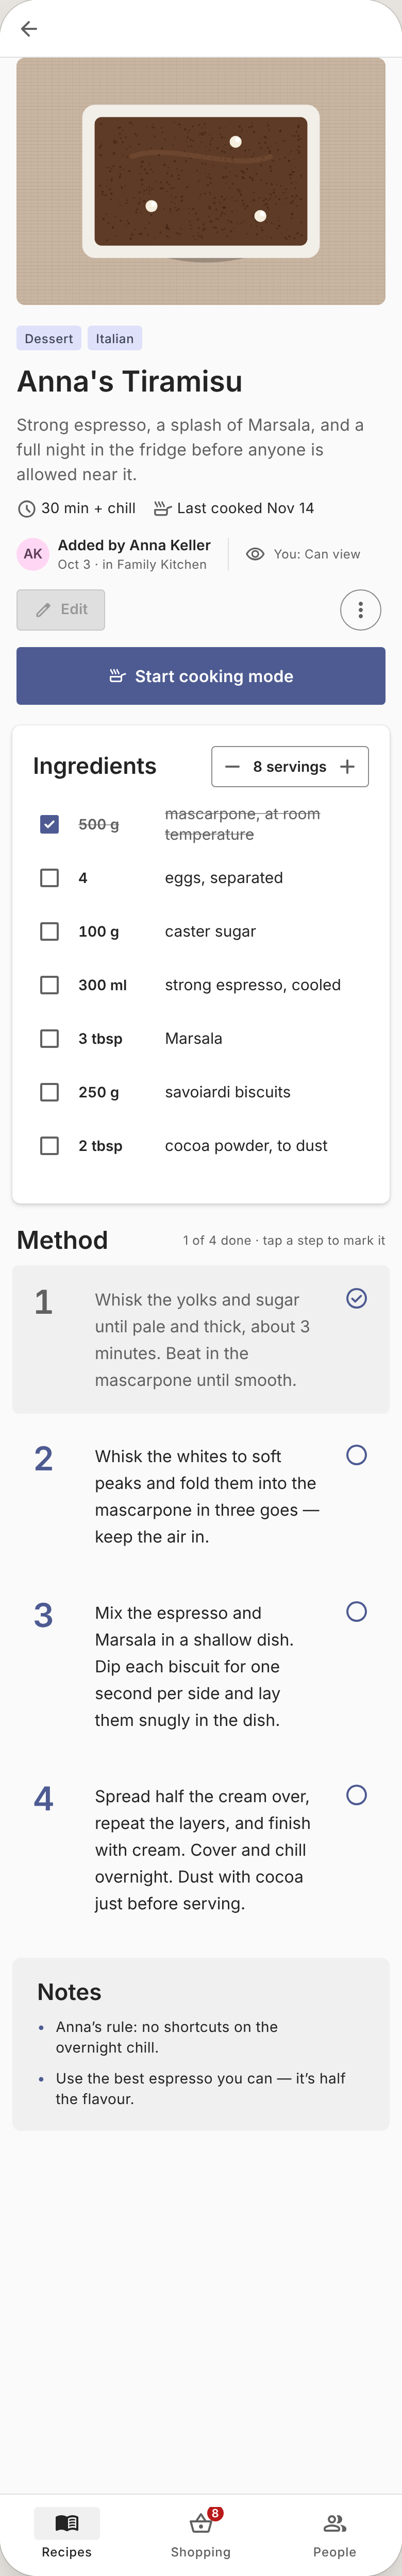 Dessert Italian
Anna's Tiramisu
Strong espresso, a splash of Marsala, and a
full night in the fridge before anyone is
allowed near it.
30 min + chill Last cooked Nov 14
AK Added by Anna Keller
Oct 3 · in Family Kitchen
You: Can view
Edit
Start cooking mode
Ingredients
8 servings
500 g mascarpone, at room
temperature
4 eggs, separated
100 g caster sugar
300 ml strong espresso, cooled
3 tbsp Marsala
250 g savoiardi biscuits
2 tbsp cocoa powder, to dust
Method 1 of 4 done · tap a step to mark it
1 Whisk the yolks and sugar
until pale and thick, about 3
minutes. Beat in the
mascarpone until smooth.
2 Whisk the whites to soft
peaks and fold them into the
mascarpone in three goes —
keep the air in.
3 Mix the espresso and
Marsala in a shallow dish.
Dip each biscuit for one
second per side and lay
them snugly in the dish.
4 Spread half the cream over,
repeat the layers, and finish
with cream. Cover and chill
overnight. Dust with cocoa
just before serving.
Notes
• Anna’s rule: no shortcuts on the
overnight chill.
• Use the best espresso you can — it’s half
the flavour.
8
Recipes Shopping People